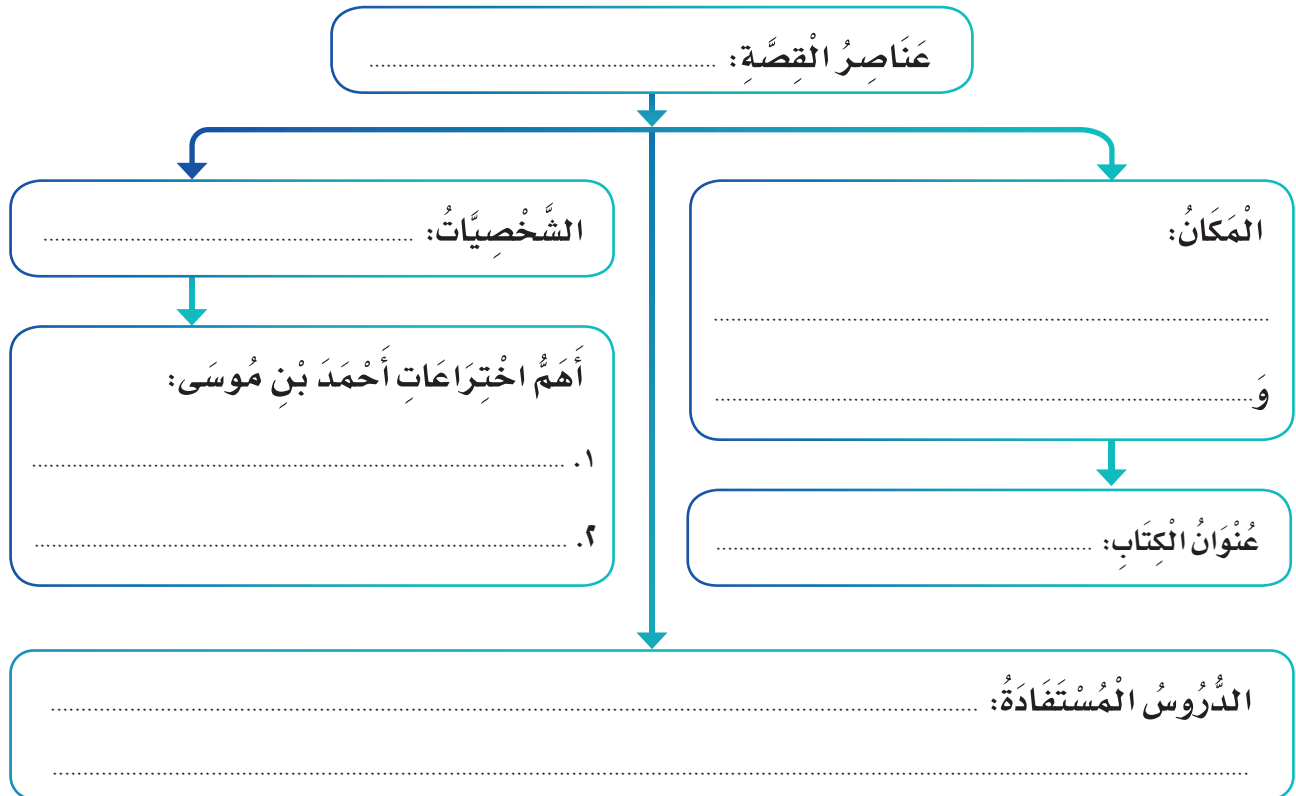 عَنَاصِرُ الْقِصَّةِ: ......................................................
الْمَكَانُ:
......................................................
وَ ......................................................
عُنْوَانُ الْكِتَابِ: ......................................................
الشَّخْصِيَّاتُ: ......................................................
أَهَمُّ اخْتِرَاعَاتِ أَحْمَدَ بْنِ مُوسَى:
١. ......................................................
٢. ......................................................
الدُّرُوسُ الْمُسْتَفَادَةُ: ......................................................
......................................................